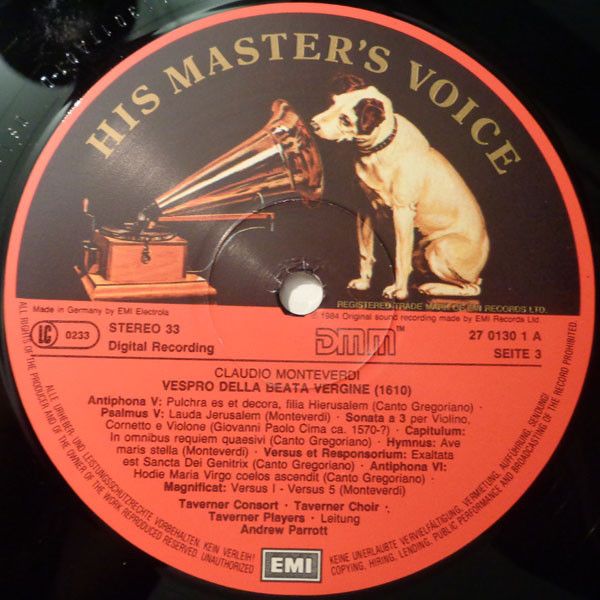 HIS MASTER'S VOICE
REGISTERED TRADE MARK OF EMI RECORDS LTD.
Made in Germany by EMI Electrola
℗ 1984 Original sound recording made by EMI Records Ltd.
LC 0233
STEREO 33
Digital Recording
DMM™
27 0130 1 A
SEITE 3
CLAUDIO MONTEVERDI
VESPRO DELLA BEATA VERGINE (1610)
Antiphona V: Pulchra es et decora, filia Hierusalem (Canto Gregoriano) ·
Psalmus V: Lauda Jerusalem (Monteverdi) · Sonata a 3 per Violino,
Cornetto e Violone (Giovanni Paolo Cima ca. 1570-?) · Capitulum:
In omnibus requiem quaesivi (Canto Gregoriano) · Hymnus: Ave
maris stella (Monteverdi) · Versus et Responsorium: Exaltata
est Sancta Dei Genitrix (Canto Gregoriano) · Antiphona VI:
Hodie Maria Virgo coelos ascendit (Canto Gregoriano) ·
Magnificat: Versus I - Versus 5 (Monteverdi)
Taverner Consort · Taverner Choir ·
Taverner Players · Leitung
Andrew Parrott
EMI
ALLE URHEBER- UND LEISTUNGSSCHUTZRECHTE VORBEHALTEN. KEIN VERLEIH!
KEINE ERLAUBTE VERVIELFÄLTIGUNG, VERMIETUNG, AUFFÜHRUNG, SENDUNG!
ALL RIGHTS OF THE PRODUCER AND OF THE OWNER OF THE WORK REPRODUCED RESERVED. UNAUTHORIZED
COPYING, HIRING, LENDING, PUBLIC PERFORMANCE AND BROADCASTING OF THE RECORD PROHIBITED.